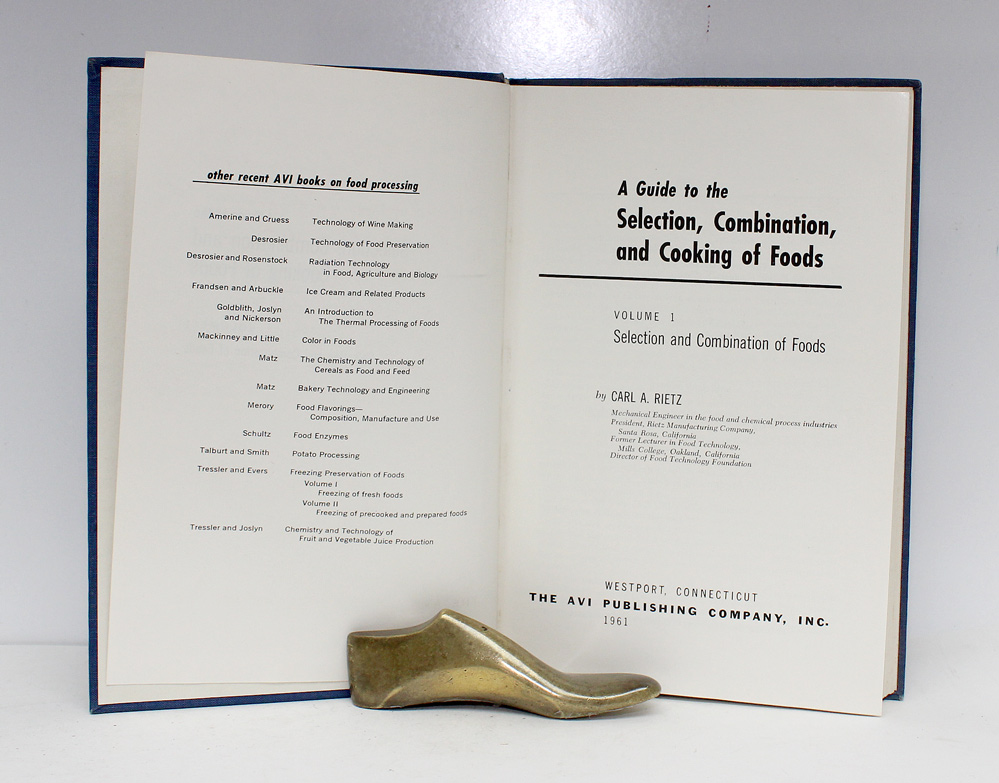 other recent AVI books on food processing
Amerine and Cruess Technology of Wine Making
Desrosier Technology of Food Preservation
Desrosier and Rosenstock Radiation Technology
in Food, Agriculture and Biology
Frandsen and Arbuckle Ice Cream and Related Products
Goldblith, Joslyn An Introduction to
and Nickerson The Thermal Processing of Foods
Mackinney and Little Color in Foods
Matz The Chemistry and Technology of
Cereals as Food and Feed
Matz Bakery Technology and Engineering
Merory Food Flavorings—
Composition, Manufacture and Use
Schultz Food Enzymes
Talburt and Smith Potato Processing
Tressler and Evers Freezing Preservation of Foods
Volume I
Freezing of fresh foods
Volume II
Freezing of precooked and prepared foods
Tressler and Joslyn Chemistry and Technology of
Fruit and Vegetable Juice Production
A Guide to the
Selection, Combination,
and Cooking of Foods
VOLUME 1
Selection and Combination of Foods
by CARL A. RIETZ
Mechanical Engineer in the food and chemical process industries
President, Rietz Manufacturing Company,
Santa Rosa, California
Former Lecturer in Food Technology,
Mills College, Oakland, California
Director of Food Technology Foundation
WESTPORT, CONNECTICUT
THE AVI PUBLISHING COMPANY, INC.
1961